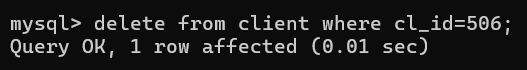 mysql> delete from client where cl_id=506;
Query OK, 1 row affected (0.01 sec)